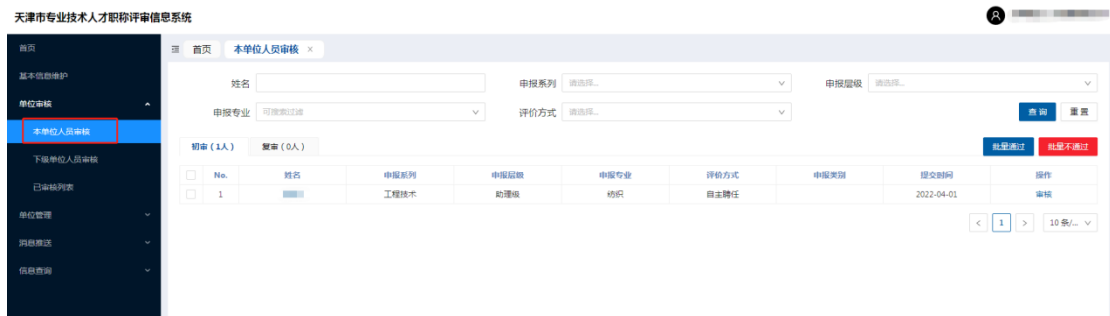 天津市专业技术人才职称评审信息系统
首页
基本信息维护
单位审核
本单位人员审核
下级单位人员审核
已审核列表
单位管理
消息推送
信息查询
首页 本单位人员审核 ×
姓名 申报系列 请选择... 申报层级 请选择...
申报专业 可搜索过滤 评价方式 请选择... 查询 重置
初审（1人） 复审（0人） 批量通过 批量不通过
No. 姓名 申报系列 申报层级 申报专业 评价方式 申报类别 提交时间 操作
1 工程技术 助理级 纺织 自主聘任 2022-04-01 审核
< 1 > 10 条/...